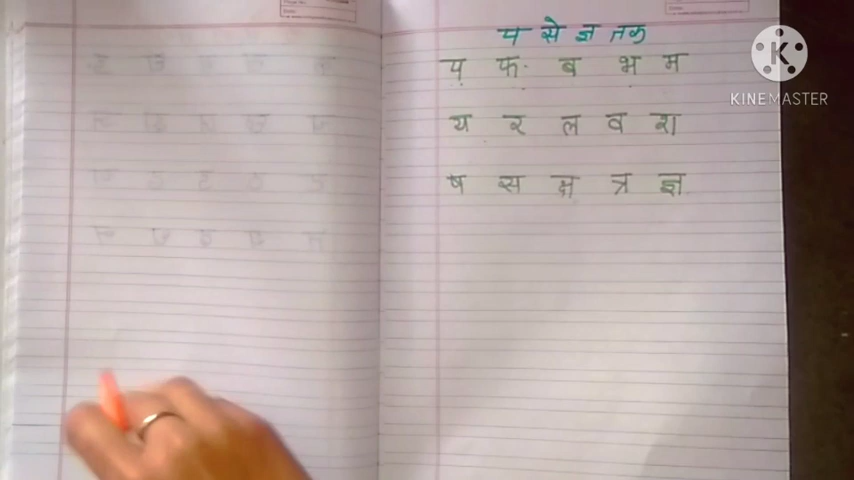 प से ज्ञ तक
प फ ब भ म
य र ल व श
ष स क्ष त्र ज्ञ
KINEMASTER